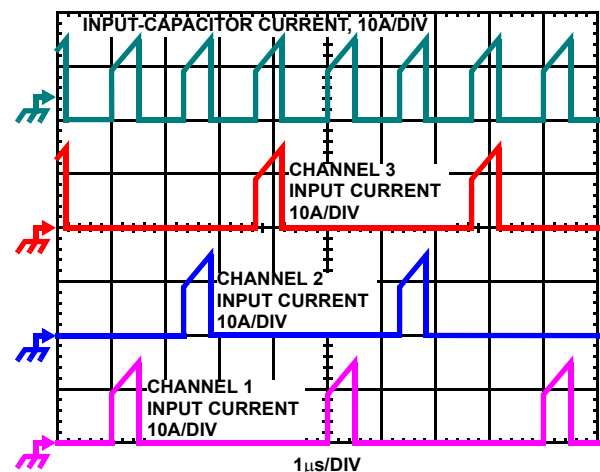 INPUT-CAPACITOR CURRENT, 10A/DIV
CHANNEL 3
INPUT CURRENT
10A/DIV
CHANNEL 2
INPUT CURRENT
10A/DIV
CHANNEL 1
INPUT CURRENT
10A/DIV
1µs/DIV